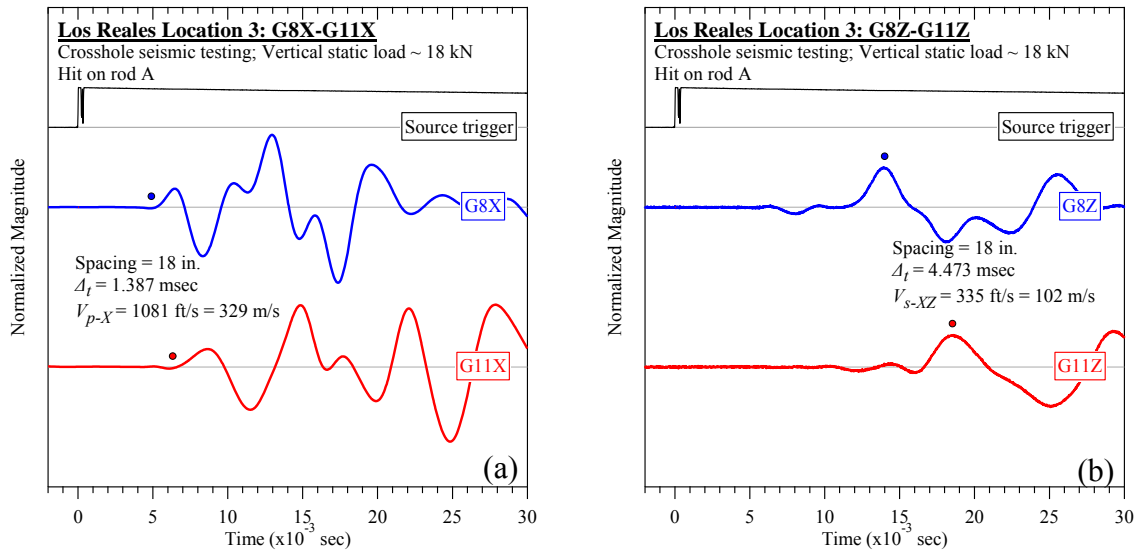 Los Reales Location 3: G8X-G11X
Crosshole seismic testing; Vertical static load ~ 18 kN
Hit on rod A
Source trigger
G8X
Spacing = 18 in.
Δt = 1.387 msec
Vp-X = 1081 ft/s = 329 m/s
G11X
(a)
Normalized Magnitude
0 5 10 15 20 25 30
Time (x10^-3 sec)
Los Reales Location 3: G8Z-G11Z
Crosshole seismic testing; Vertical static load ~ 18 kN
Hit on rod A
Source trigger
G8Z
Spacing = 18 in.
Δt = 4.473 msec
Vs-XZ = 335 ft/s = 102 m/s
G11Z
(b)
Normalized Magnitude
0 5 10 15 20 25 30
Time (x10^-3 sec)